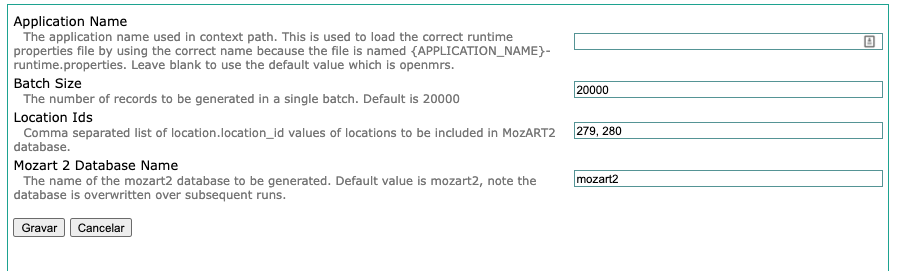 Application Name
The application name used in context path. This is used to load the correct runtime
properties file by using the correct name because the file is named {APPLICATION_NAME}-
runtime.properties. Leave blank to use the default value which is openmrs.
Batch Size
The number of records to be generated in a single batch. Default is 20000
20000
Location Ids
Comma separated list of location.location_id values of locations to be included in MozART2
database.
279, 280
Mozart 2 Database Name
The name of the mozart2 database to be generated. Default value is mozart2, note the
database is overwritten over subsequent runs.
mozart2
Gravar Cancelar